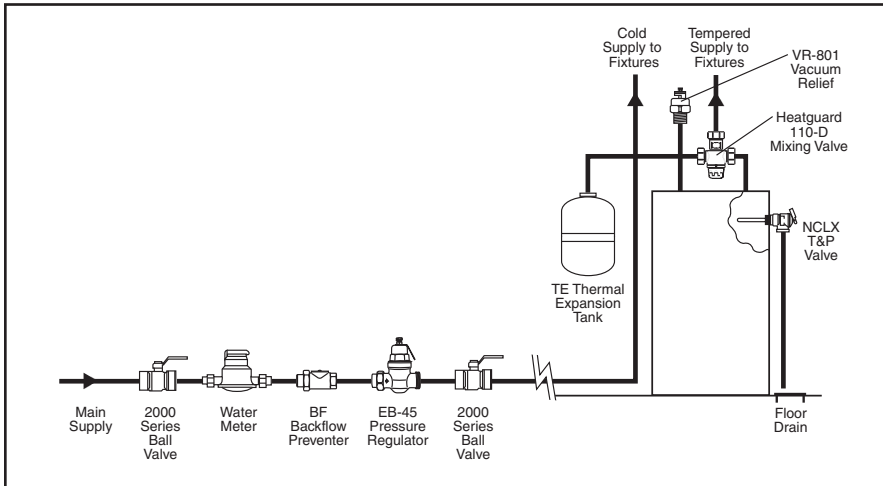 Cold
Supply to
Fixtures
Tempered
Supply to
Fixtures
VR-801
Vacuum
Relief
Heatguard
110-D
Mixing Valve
NCLX
T&P
Valve
TE Thermal
Expansion
Tank
Main
Supply
2000
Series
Ball
Valve
Water
Meter
BF
Backflow
Preventer
EB-45
Pressure
Regulator
2000
Series
Ball
Valve
Floor
Drain